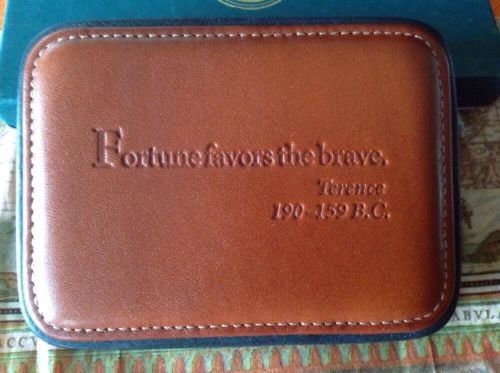 Fortune favors the brave.
Terence
190-159 B.C.